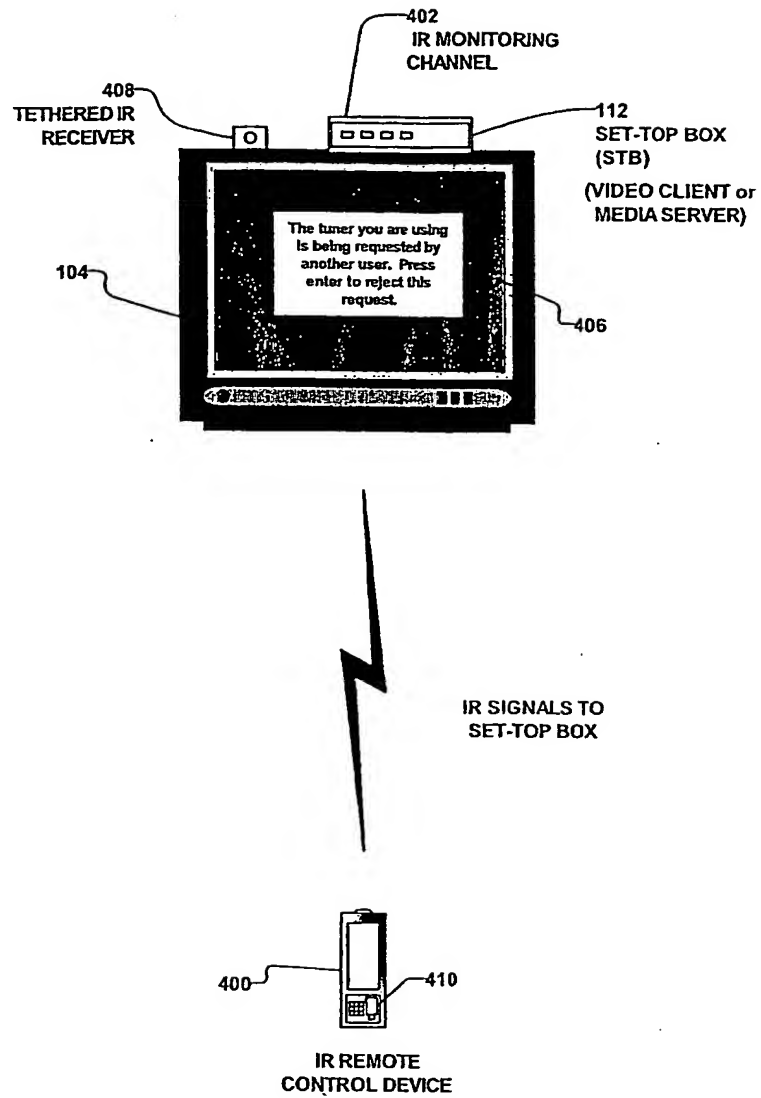 402
IR MONITORING
CHANNEL
408
TETHERED IR
RECEIVER
112
SET-TOP BOX
(STB)
(VIDEO CLIENT or
MEDIA SERVER)
The tuner you are using
is being requested by
another user. Press
enter to reject this
request.
104
406
IR SIGNALS TO
SET-TOP BOX
400
410
IR REMOTE
CONTROL DEVICE